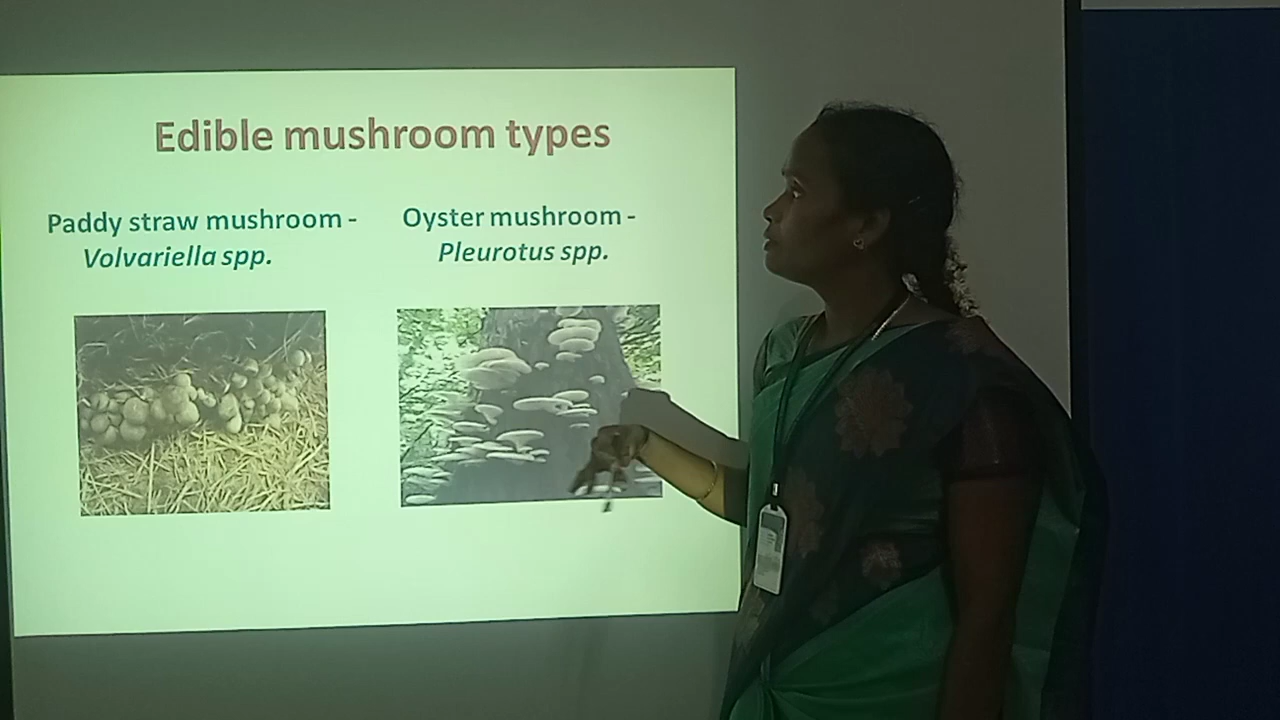 Edible mushroom types
Paddy straw mushroom -
Volvariella spp.
Oyster mushroom -
Pleurotus spp.